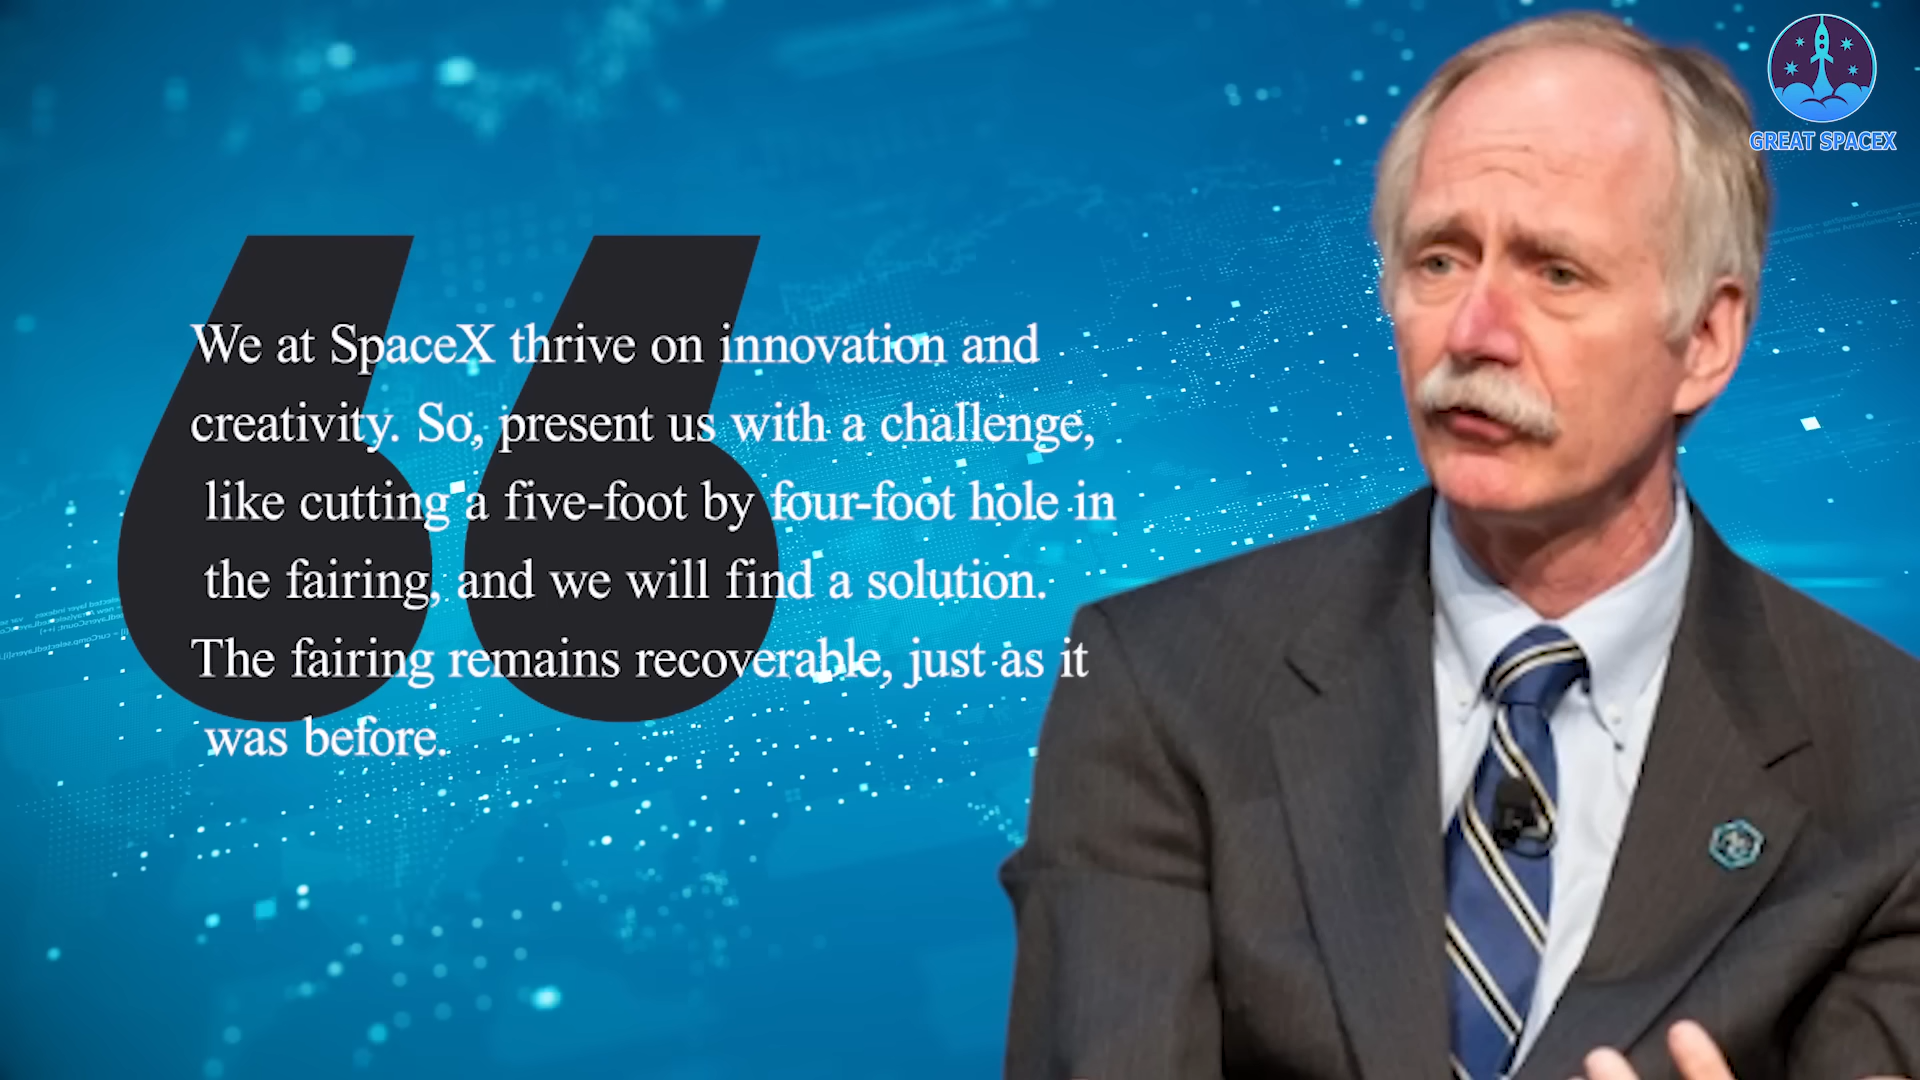 GREAT SPACEX
We at SpaceX thrive on innovation and
creativity. So, present us with a challenge,
like cutting a five-foot by four-foot hole in
the fairing, and we will find a solution.
The fairing remains recoverable, just as it
was before.